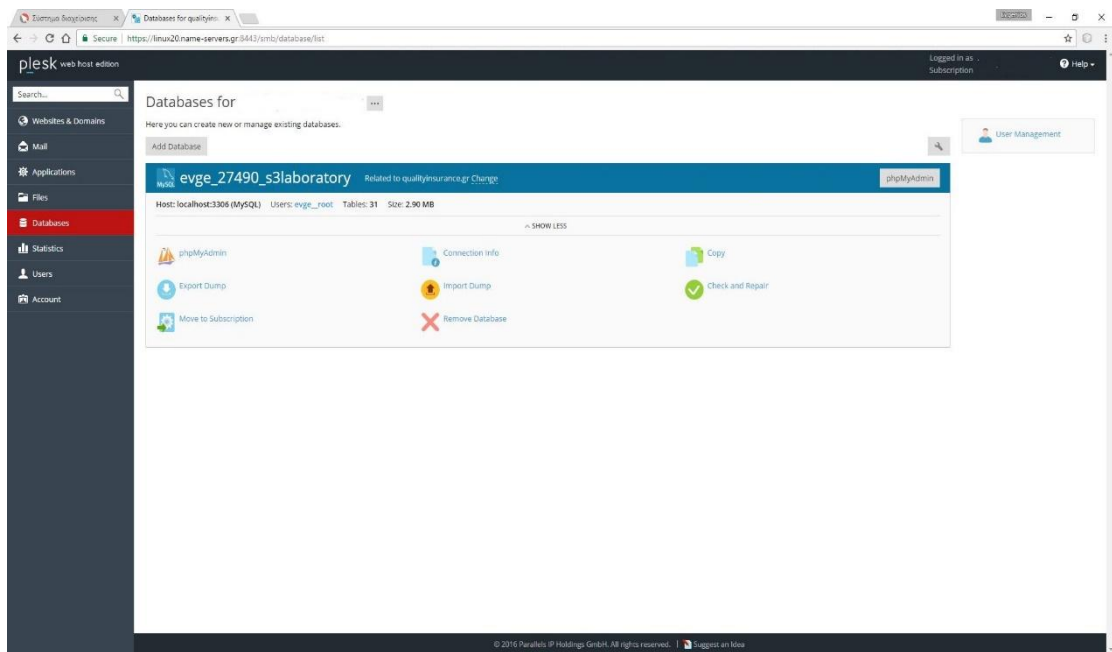 Σύστημα διαχείρισης
Databases for qualityins
Secure https://linux20.name-servers.gr:8443/smb/database/list
plesk web host edition
Logged in as .
Subscription
Help
Search...
Websites & Domains
Mail
Applications
Files
Databases
Statistics
Users
Account
Databases for
Here you can create new or manage existing databases.
Add Database
User Management
MySQL evge_27490_s3laboratory Related to qualityinsurance.gr Change phpMyAdmin
Host: localhost:3306 (MySQL) Users: evge__root Tables: 31 Size: 2.90 MB
SHOW LESS
phpMyAdmin Connection Info Copy
Export Dump Import Dump Check and Repair
Move to Subscription Remove Database
© 2016 Parallels IP Holdings GmbH. All rights reserved. | Suggest an Idea